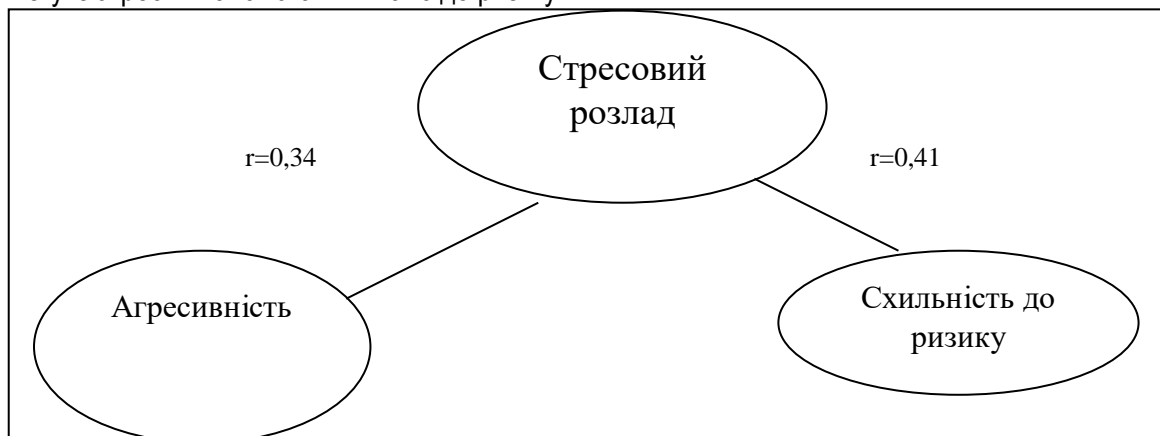 Стресовий
розлад
r=0,34
r=0,41
Агресивність
Схильність до
ризику